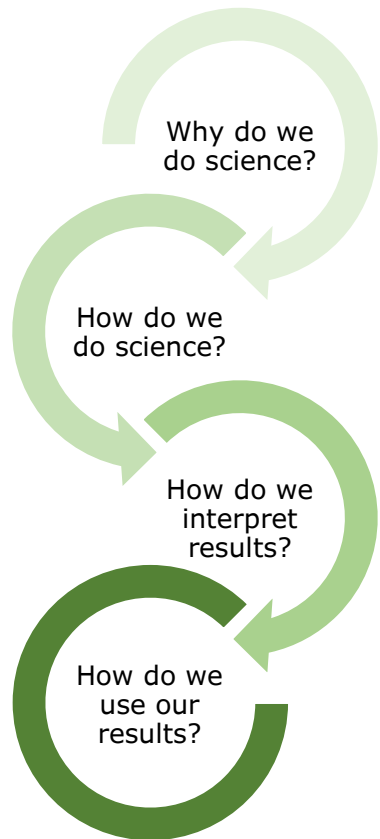 Why do we
do science?
How do we
do science?
How do we
interpret
results?
How do we
use our
results?